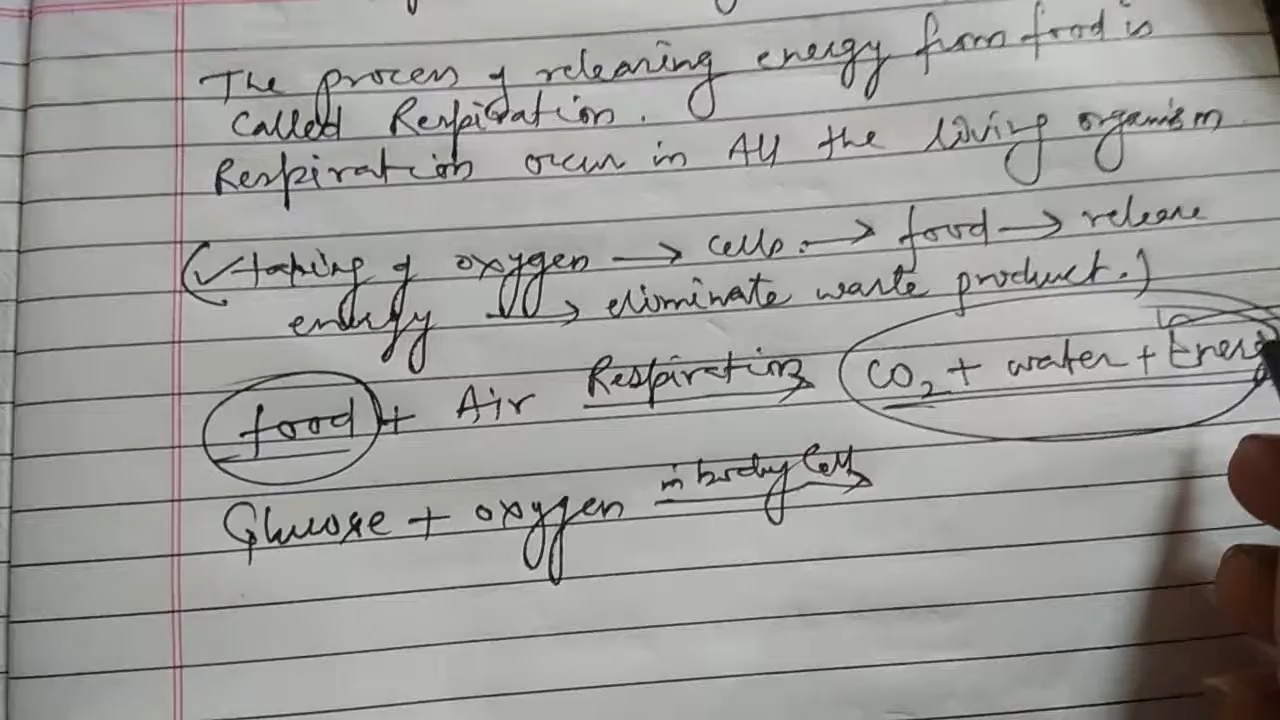 The process of releasing energy from food is
called Respiration.
Respiration occur in All the living organism
(taking of oxygen → cells → food → release
energy → eliminate waste product.)
food + Air Respiration CO₂ + water + Energ
Glucose + oxygen in body Cell